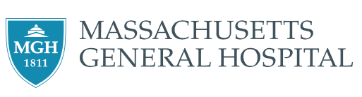 MGH
1811
MASSACHUSETTS
GENERAL HOSPITAL